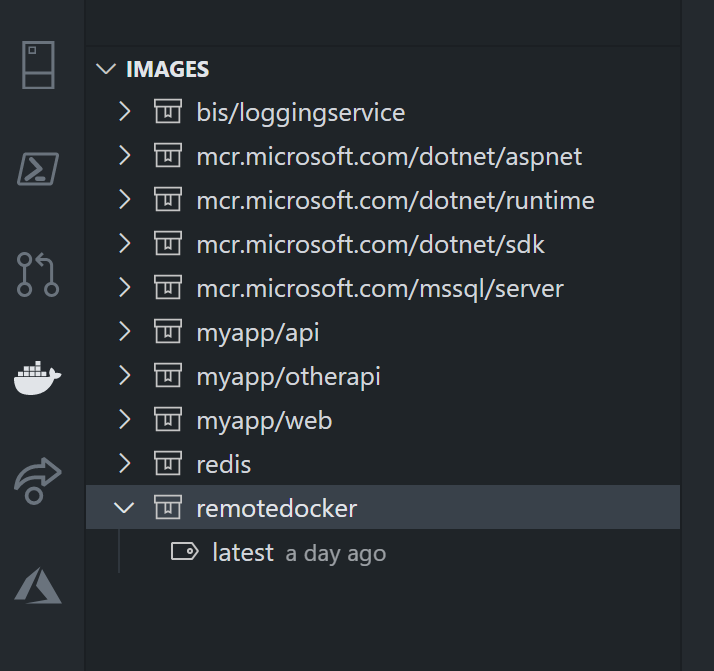 IMAGES
bis/loggingservice
mcr.microsoft.com/dotnet/aspnet
mcr.microsoft.com/dotnet/runtime
mcr.microsoft.com/dotnet/sdk
mcr.microsoft.com/mssql/server
myapp/api
myapp/otherapi
myapp/web
redis
remotedocker
latest a day ago